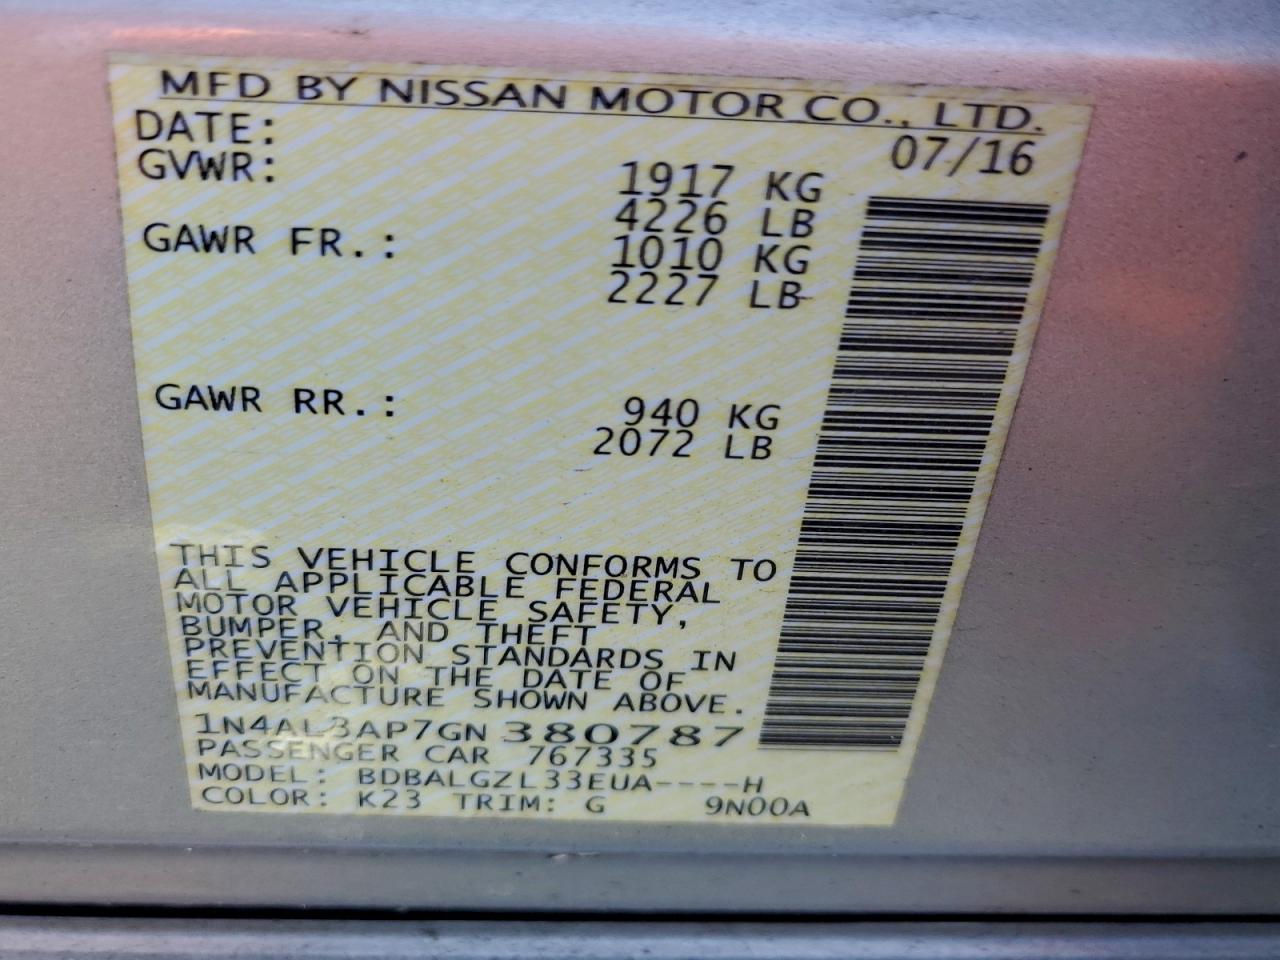 MFD BY NISSAN MOTOR CO., LTD.
DATE: 07/16
GVWR: 1917 KG
4226 LB
GAWR FR.: 1010 KG
2227 LB
GAWR RR.: 940 KG
2072 LB
THIS VEHICLE CONFORMS TO
ALL APPLICABLE FEDERAL
MOTOR VEHICLE SAFETY,
BUMPER, AND THEFT
PREVENTION STANDARDS IN
EFFECT ON THE DATE OF
MANUFACTURE SHOWN ABOVE.
1N4AL3AP7GN380787
PASSENGER CAR 767335
MODEL: BDBALGZL33EUA----H
COLOR: K23 TRIM: G 9N00A